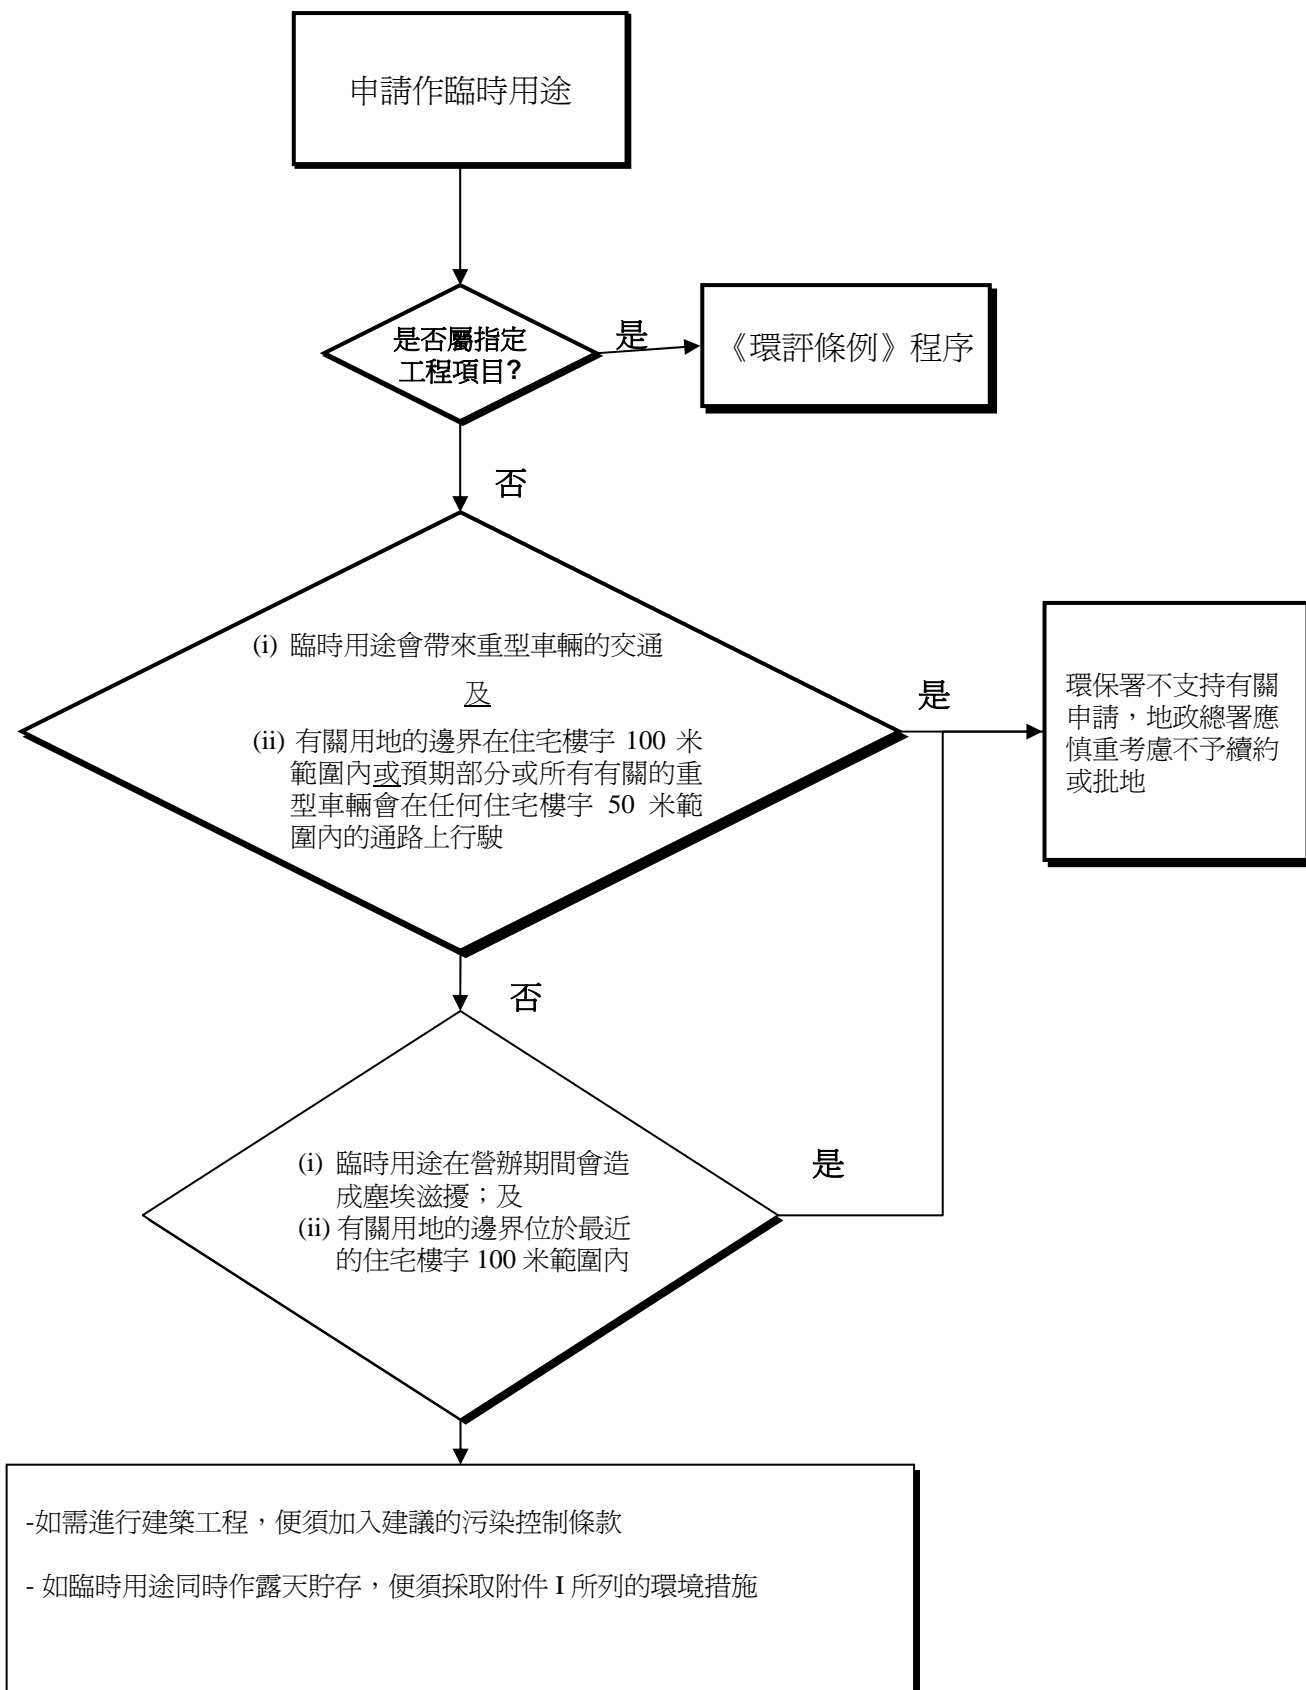 申請作臨時用途
是否屬指定
工程項目?
是
《環評條例》程序
否
(i) 臨時用途會帶來重型車輛的交通
及
(ii) 有關用地的邊界在住宅樓宇 100 米
範圍內或預期部分或所有有關的重
型車輛會在任何住宅樓宇 50 米範
圍內的通路上行駛
是
環保署不支持有關
申請，地政總署應
慎重考慮不予續約
或批地
否
(i) 臨時用途在營辦期間會造
成塵埃滋擾；及
(ii) 有關用地的邊界位於最近
的住宅樓宇 100 米範圍內
是
-如需進行建築工程，便須加入建議的污染控制條款
- 如臨時用途同時作露天貯存，便須採取附件 I 所列的環境措施